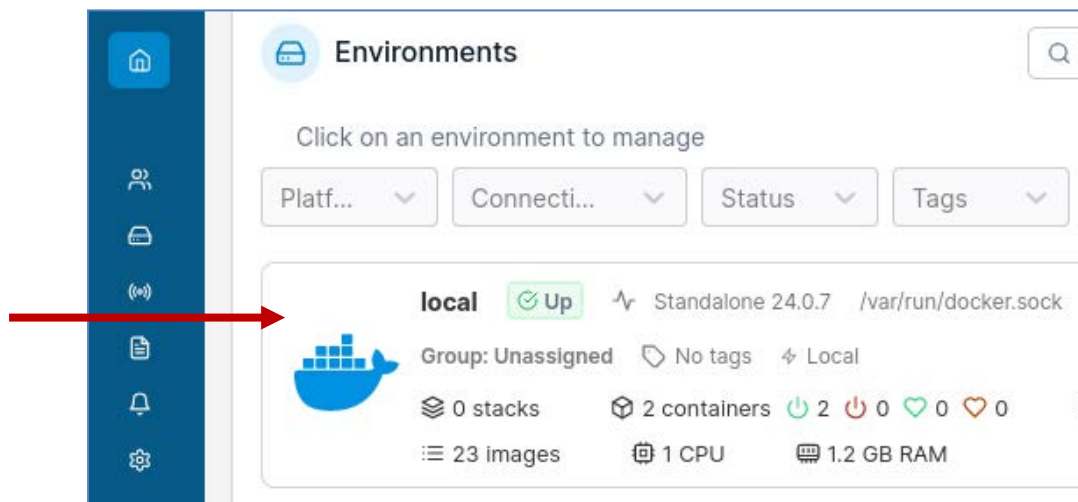 Environments
Click on an environment to manage
Platf... Connecti... Status Tags
local Up Standalone 24.0.7 /var/run/docker.sock
Group: Unassigned No tags Local
0 stacks 2 containers 2 0 0 0
23 images 1 CPU 1.2 GB RAM